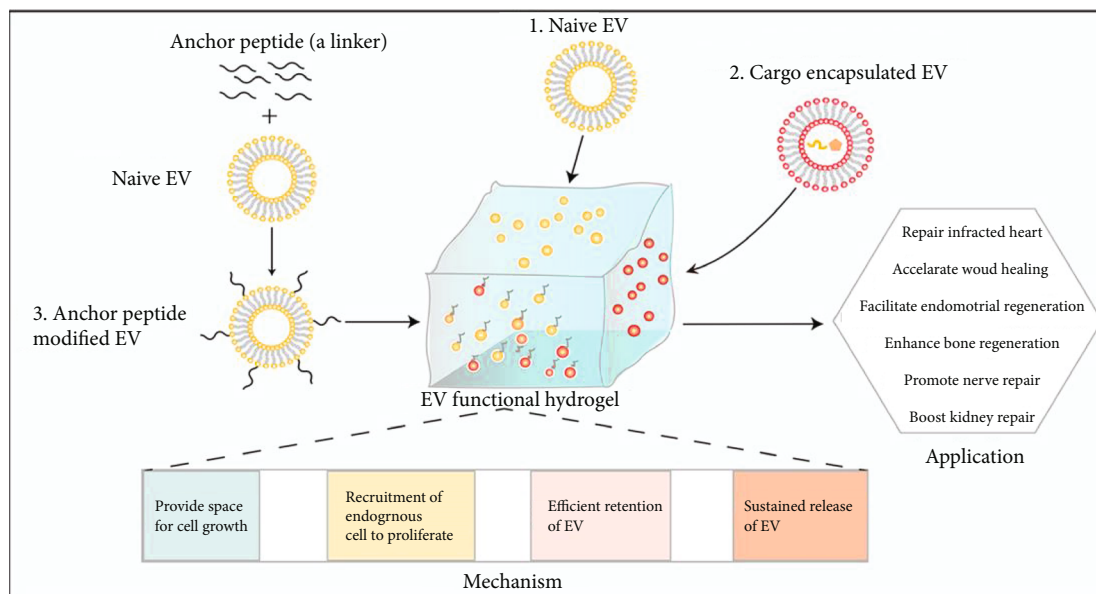 Anchor peptide (a linker)
+
Naive EV
3. Anchor peptide
modified EV
1. Naive EV
2. Cargo encapsulated EV
EV functional hydrogel
Repair infracted heart
Accelarate woud healing
Facilitate endomotrial regeneration
Enhance bone regeneration
Promote nerve repair
Boost kidney repair
Application
Provide space
for cell growth
Recruitment of
endogrnous
cell to proliferate
Efficient retention
of EV
Sustained release
of EV
Mechanism